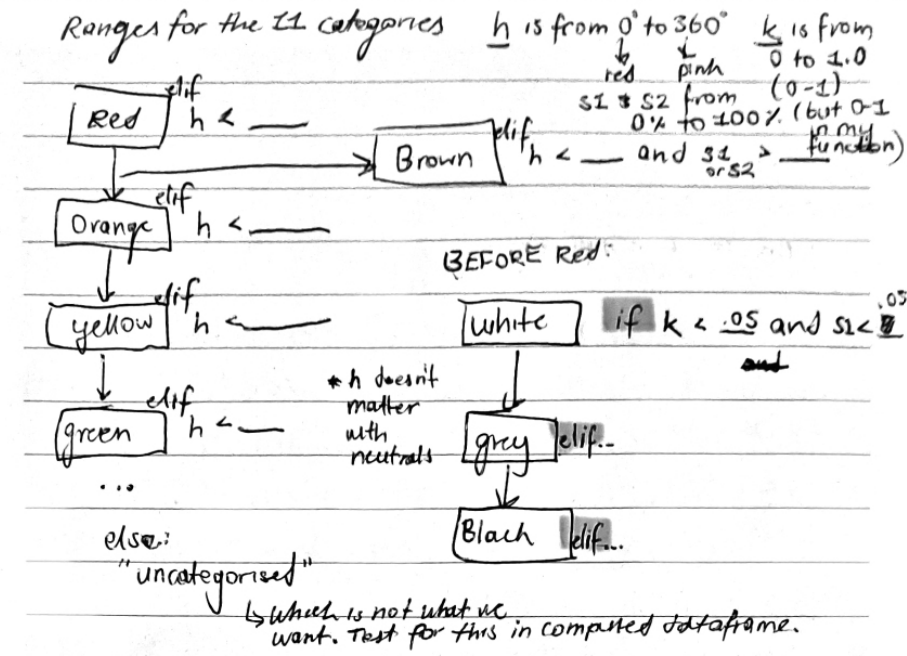 Ranges for the 11 categories
h is from 0° to 360°
red pink
k is from
0 to 1.0
(0-1)
s1 & s2 from
0% to 100% (but 0-1
in my
function)
Red elif h < ___
Brown elif h < ___ and s1 > ___
or s2
Orange elif h < ___
yellow elif h < ___
green elif h < ___
...
else:
"uncategorised"
↳ which is not what we
want. Test for this in computed dataframe.
* h doesn't
matter
with
neutrals
BEFORE Red:
white if k < .05 and s1 < .05
and
grey elif...
Black elif...